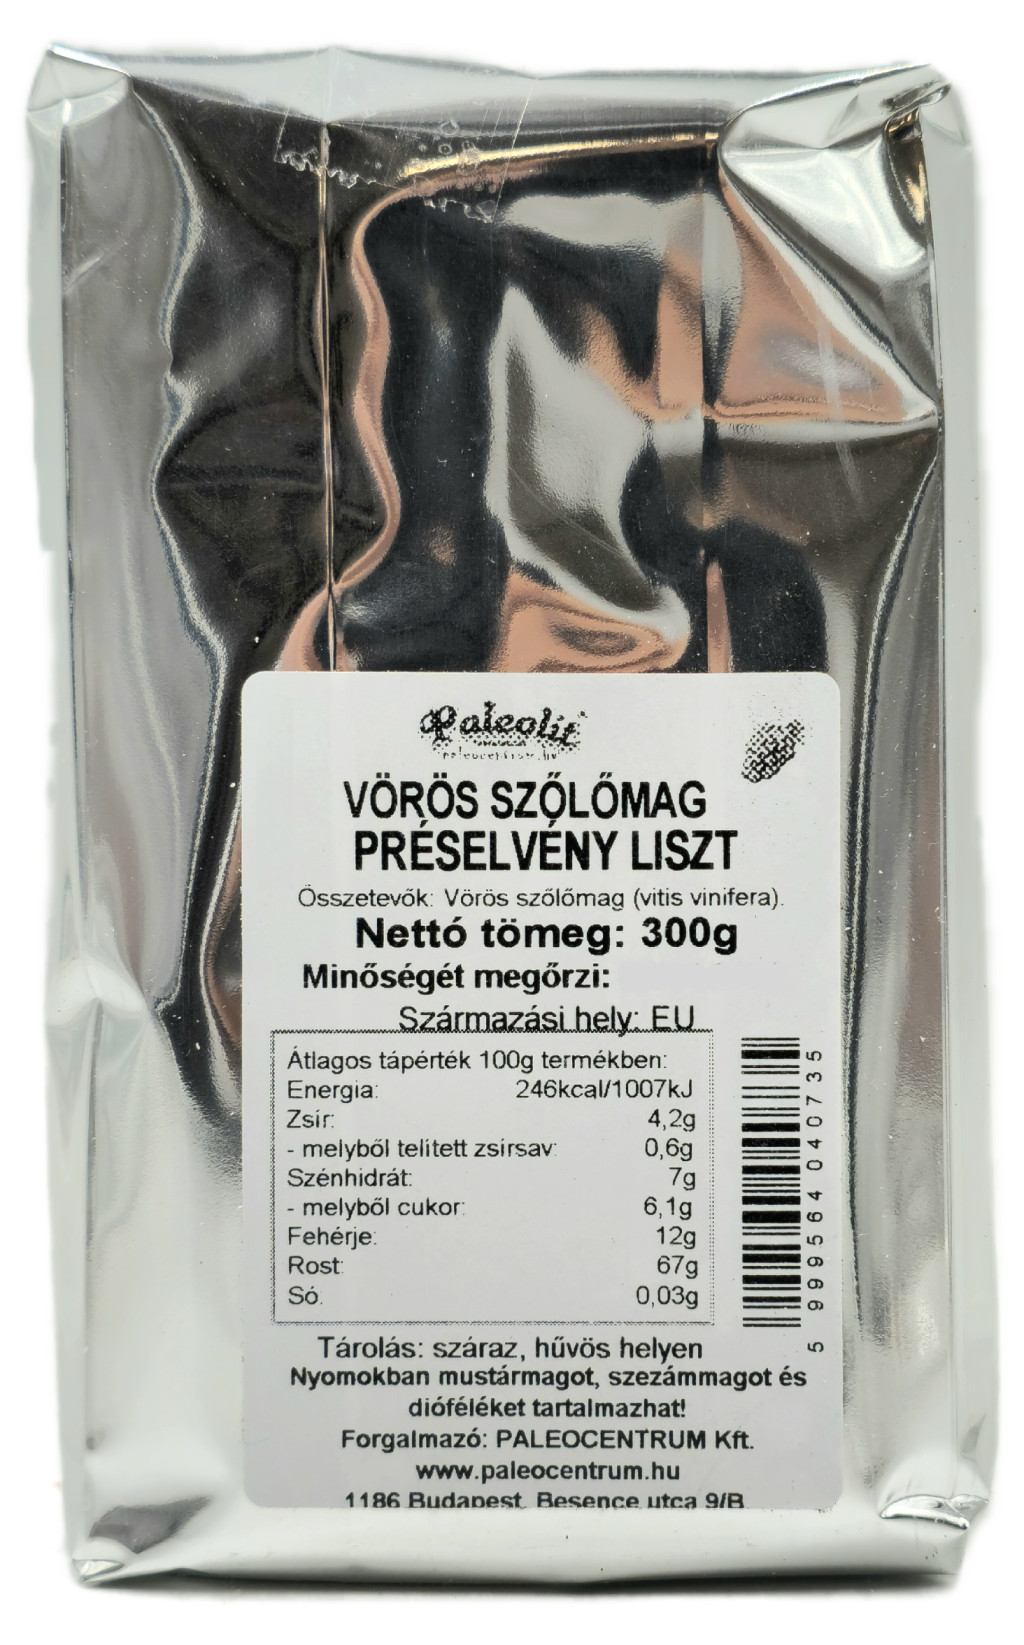 Paleolit
VÖRÖS SZŐLŐMAG
PRÉSELVÉNY LISZT
Összetevők: Vörös szőlőmag (vitis vinifera).
Nettó tömeg: 300g
Minőségét megőrzi:
Származási hely: EU
Átlagos tápérték 100g termékben:
Energia: 246kcal/1007kJ
Zsír: 4,2g
- melyből telített zsírsav: 0,6g
Szénhidrát: 7g
- melyből cukor: 6,1g
Fehérje: 12g
Rost: 67g
Só: 0,03g
5 999564 040735
Tárolás: száraz, hűvös helyen
Nyomokban mustármagot, szezámmagot és
dióféléket tartalmazhat!
Forgalmazó: PALEOCENTRUM Kft.
www.paleocentrum.hu
1186 Budapest, Besence utca 9/B